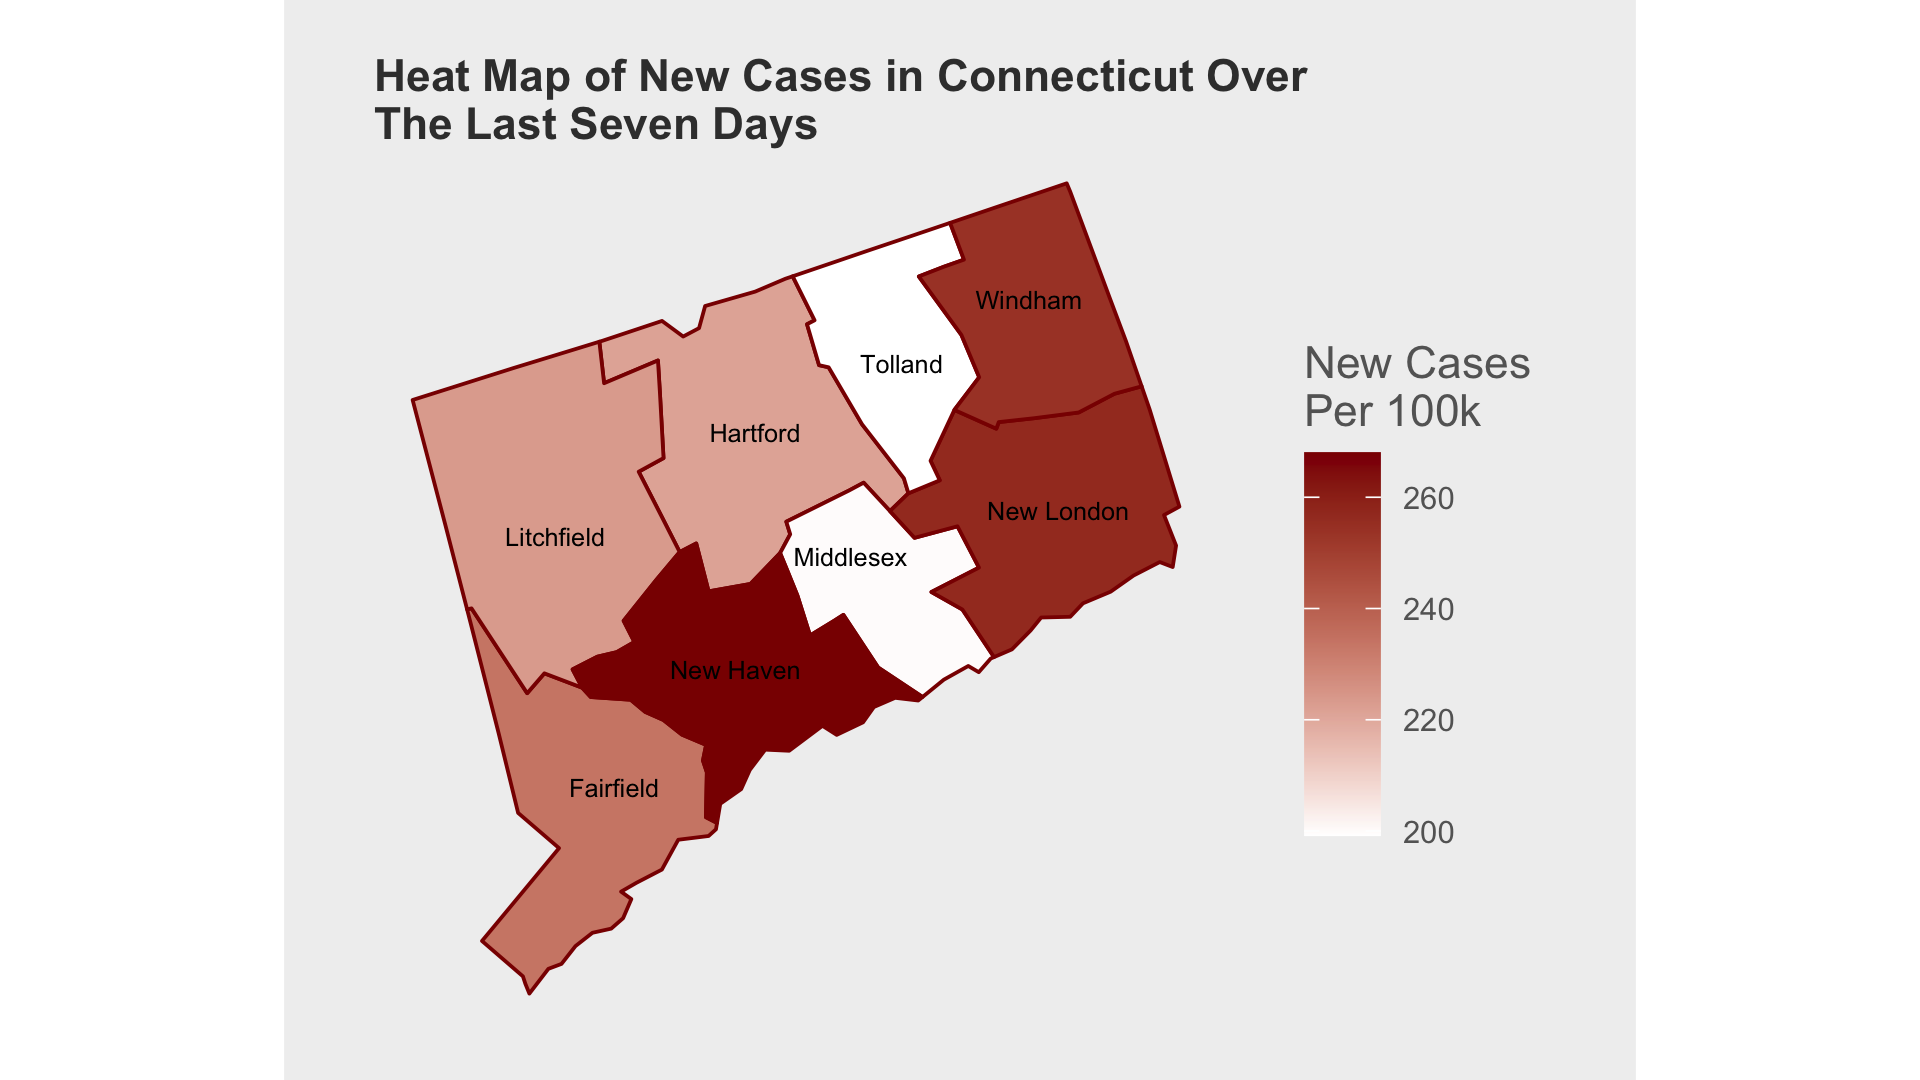 Heat Map of New Cases in Connecticut Over
The Last Seven Days
Windham
Tolland
Hartford
New London
Litchfield
Middlesex
New Haven
Fairfield
New Cases
Per 100k
260
240
220
200